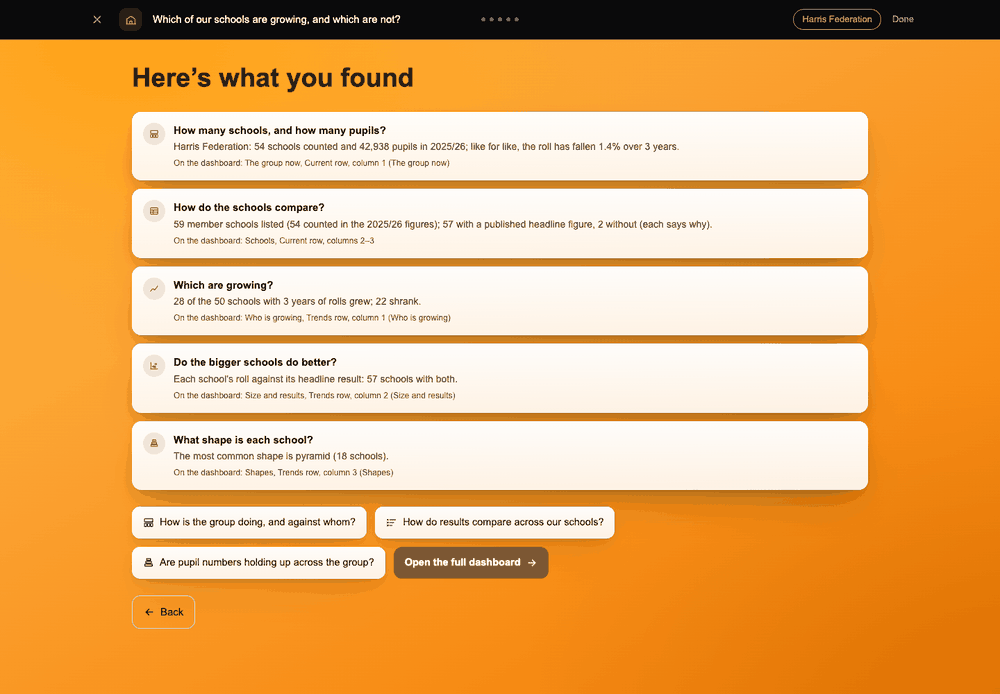 Which of our schools are growing, and which are not?
Harris Federation
Done
Here's what you found
How many schools, and how many pupils?
Harris Federation: 54 schools counted and 42,938 pupils in 2025/26; like for like, the roll has fallen 1.4% over 3 years.
On the dashboard: The group now, Current row, column 1 (The group now)
How do the schools compare?
59 member schools listed (54 counted in the 2025/26 figures); 57 with a published headline figure, 2 without (each says why).
On the dashboard: Schools, Current row, columns 2–3
Which are growing?
28 of the 50 schools with 3 years of rolls grew; 22 shrank.
On the dashboard: Who is growing, Trends row, column 1 (Who is growing)
Do the bigger schools do better?
Each school's roll against its headline result: 57 schools with both.
On the dashboard: Size and results, Trends row, column 2 (Size and results)
What shape is each school?
The most common shape is pyramid (18 schools).
On the dashboard: Shapes, Trends row, column 3 (Shapes)
How is the group doing, and against whom?
How do results compare across our schools?
Are pupil numbers holding up across the group?
Open the full dashboard →
← Back